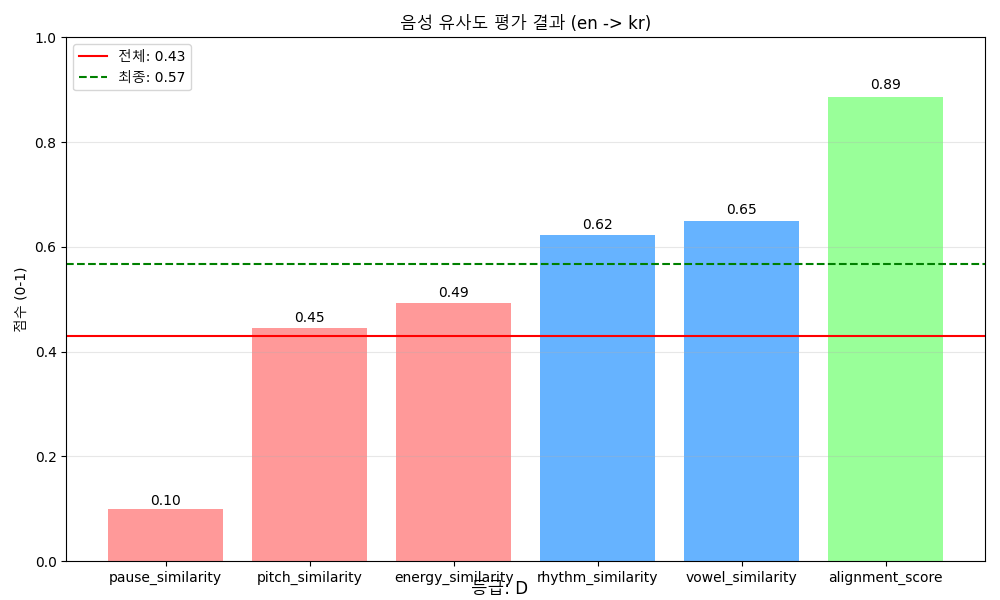 음성 유사도 평가 결과 (en -> kr)
전체: 0.43
최종: 0.57
점수 (0-1)
1.0
0.8
0.6
0.4
0.2
0.0
0.10
0.45
0.49
0.62
0.65
0.89
pause_similarity pitch_similarity energy_similarity rhythm_similarity vowel_similarity alignment_score
등급: D